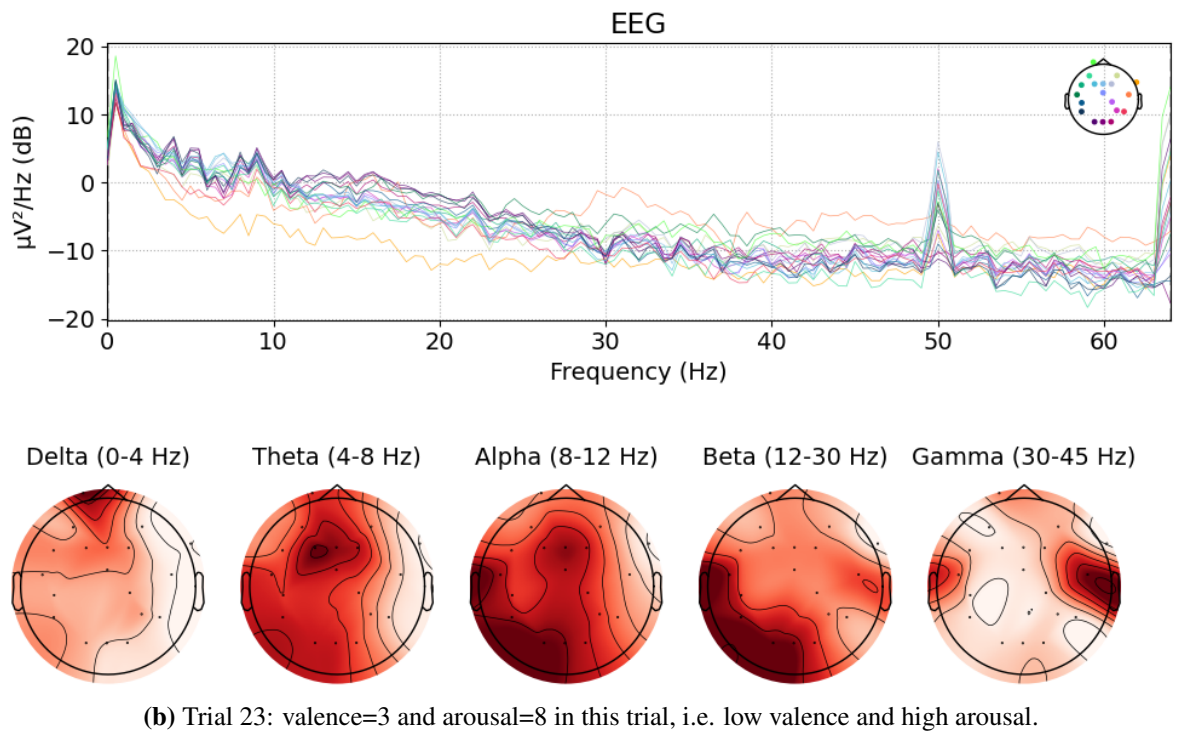 EEG
20
10
0
−10
−20
µV²/Hz (dB)
0 10 20 30 40 50 60
Frequency (Hz)
Delta (0-4 Hz) Theta (4-8 Hz) Alpha (8-12 Hz) Beta (12-30 Hz) Gamma (30-45 Hz)
(b) Trial 23: valence=3 and arousal=8 in this trial, i.e. low valence and high arousal.